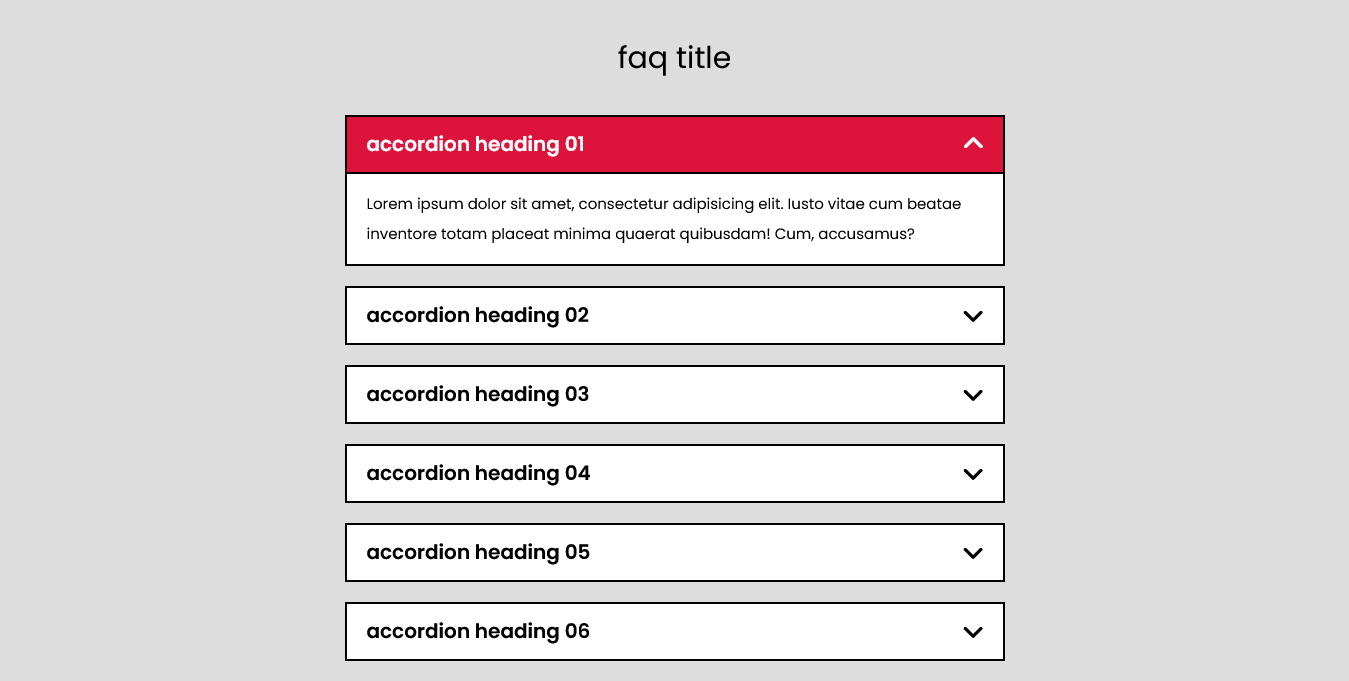 faq title
accordion heading 01
Lorem ipsum dolor sit amet, consectetur adipisicing elit. Iusto vitae cum beatae
inventore totam placeat minima quaerat quibusdam! Cum, accusamus?
accordion heading 02
accordion heading 03
accordion heading 04
accordion heading 05
accordion heading 06